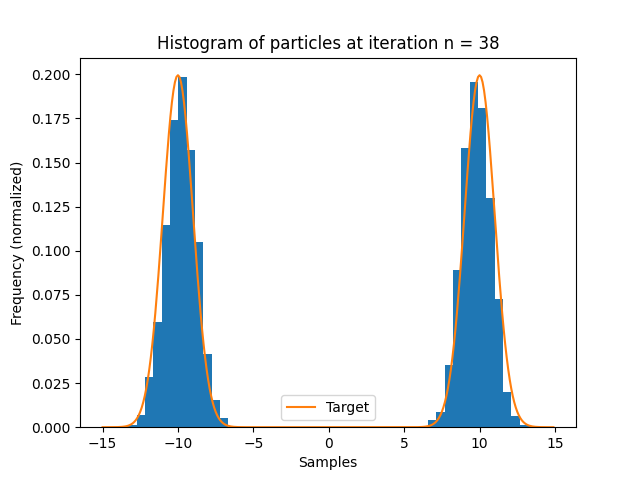 Histogram of particles at iteration n = 38
Frequency (normalized)
0.200
0.175
0.150
0.125
0.100
0.075
0.050
0.025
0.000
Target
−15 −10 −5 0 5 10 15
Samples